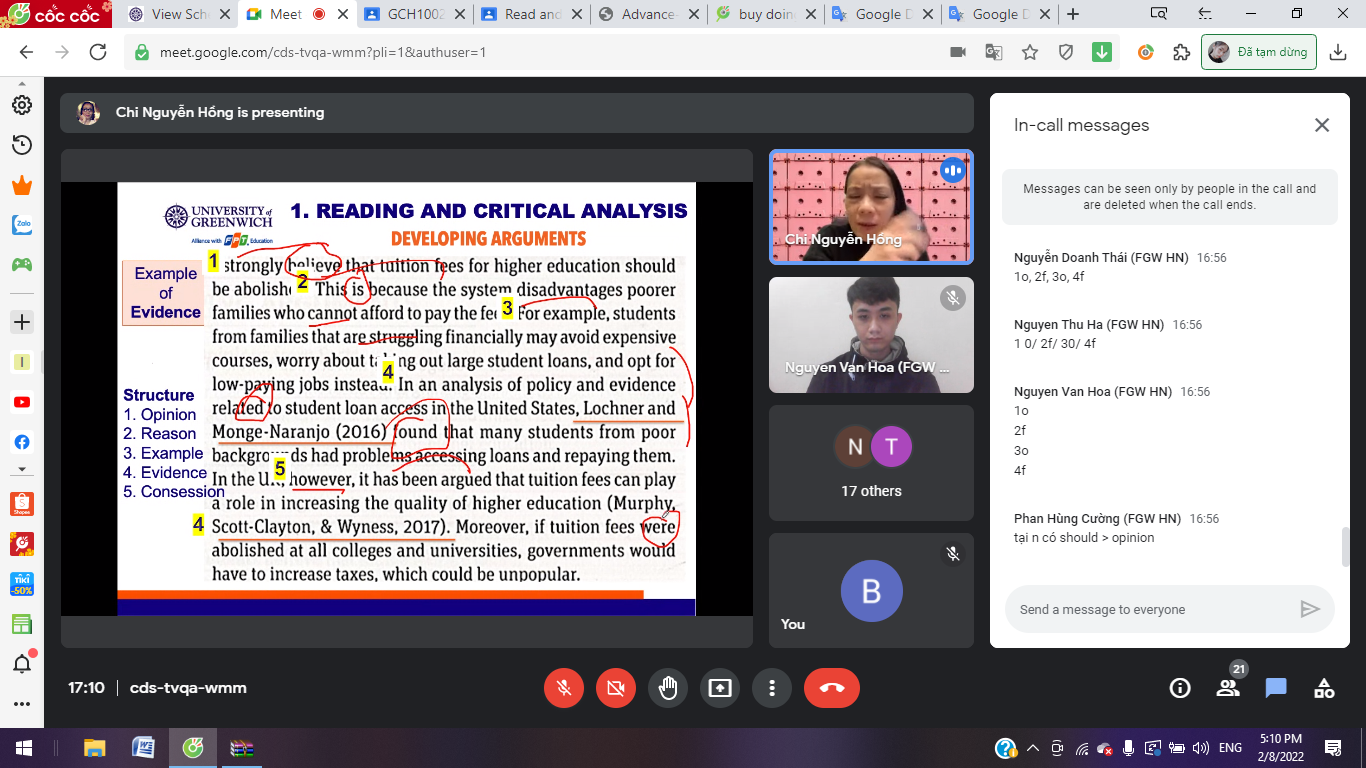 cốc cốc
View Sch
Meet
GCH1002
Read and
Advance-
buy doin
Google D
Google D
meet.google.com/cds-tvqa-wmm?pli=1&authuser=1
Đã tạm dừng
Chi Nguyễn Hồng is presenting
UNIVERSITY of
GREENWICH
Alliance with FPT Education
1. READING AND CRITICAL ANALYSIS
DEVELOPING ARGUMENTS
Example
of
Evidence
Structure
1. Opinion
2. Reason
3. Example
4. Evidence
5. Consession
1 strongly believe that tuition fees for higher education should
be abolishe 2 This is because the system disadvantages poorer
families who cannot afford to pay the fee 3 For example, students
from families that are struggling financially may avoid expensive
courses, worry about taking out large student loans, and opt for
low-paying jobs instead. 4 In an analysis of policy and evidence
related to student loan access in the United States, Lochner and
Monge-Naranjo (2016) found that many students from poor
backgrounds had problems accessing loans and repaying them.
In the UK, 5 however, it has been argued that tuition fees can play
a role in increasing the quality of higher education (Murphy,
4 Scott-Clayton, & Wyness, 2017). Moreover, if tuition fees were
abolished at all colleges and universities, governments would
have to increase taxes, which could be unpopular.
Chi Nguyễn Hồng
Nguyen Van Hoa (FGW ...
N T
17 others
B
You
In-call messages
Messages can be seen only by people in the call and
are deleted when the call ends.
Nguyễn Doanh Thái (FGW HN) 16:56
1o, 2f, 3o, 4f
Nguyen Thu Ha (FGW HN) 16:56
1 0/ 2f/ 30/ 4f
Nguyen Van Hoa (FGW HN) 16:56
1o
2f
3o
4f
Phan Hùng Cường (FGW HN) 16:56
tại n có should > opinion
Send a message to everyone
17:10 | cds-tvqa-wmm
21
Zalo
I
Shopee
TIKI
-50%
ENG
5:10 PM
2/8/2022